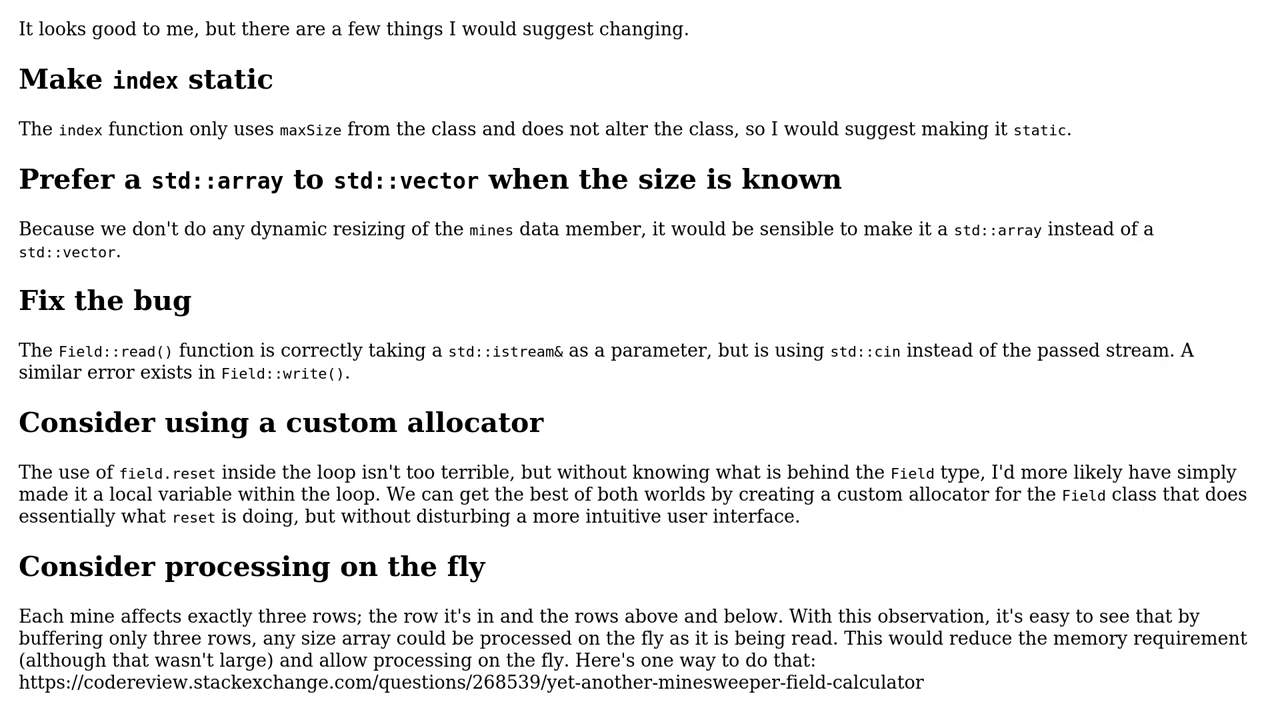 It looks good to me, but there are a few things I would suggest changing.
Make index static
The index function only uses maxSize from the class and does not alter the class, so I would suggest making it static.
Prefer a std::array to std::vector when the size is known
Because we don't do any dynamic resizing of the mines data member, it would be sensible to make it a std::array instead of a
std::vector.
Fix the bug
The Field::read() function is correctly taking a std::istream& as a parameter, but is using std::cin instead of the passed stream. A
similar error exists in Field::write().
Consider using a custom allocator
The use of field.reset inside the loop isn't too terrible, but without knowing what is behind the Field type, I'd more likely have simply
made it a local variable within the loop. We can get the best of both worlds by creating a custom allocator for the Field class that does
essentially what reset is doing, but without disturbing a more intuitive user interface.
Consider processing on the fly
Each mine affects exactly three rows; the row it's in and the rows above and below. With this observation, it's easy to see that by
buffering only three rows, any size array could be processed on the fly as it is being read. This would reduce the memory requirement
(although that wasn't large) and allow processing on the fly. Here's one way to do that:
https://codereview.stackexchange.com/questions/268539/yet-another-minesweeper-field-calculator